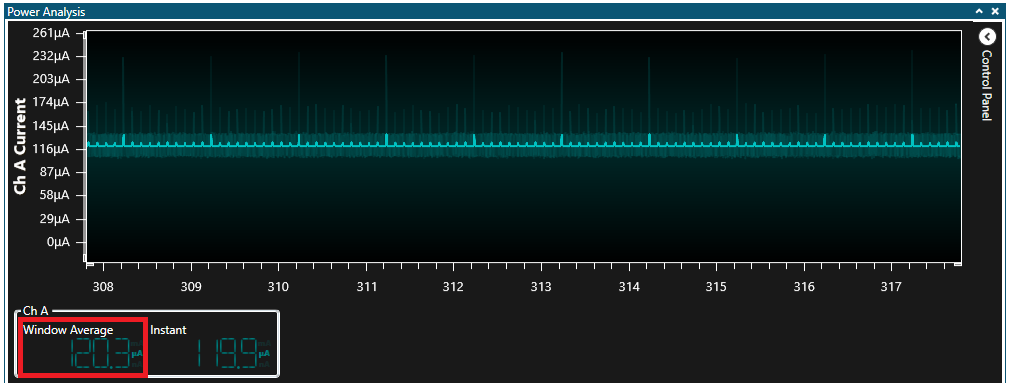 Power Analysis
261µA
232µA
203µA
174µA
145µA
116µA
87µA
58µA
29µA
0µA
Ch A Current
Control Panel
308 309 310 311 312 313 314 315 316 317
Ch A
Window Average Instant
120.3 µA 119.9 µA